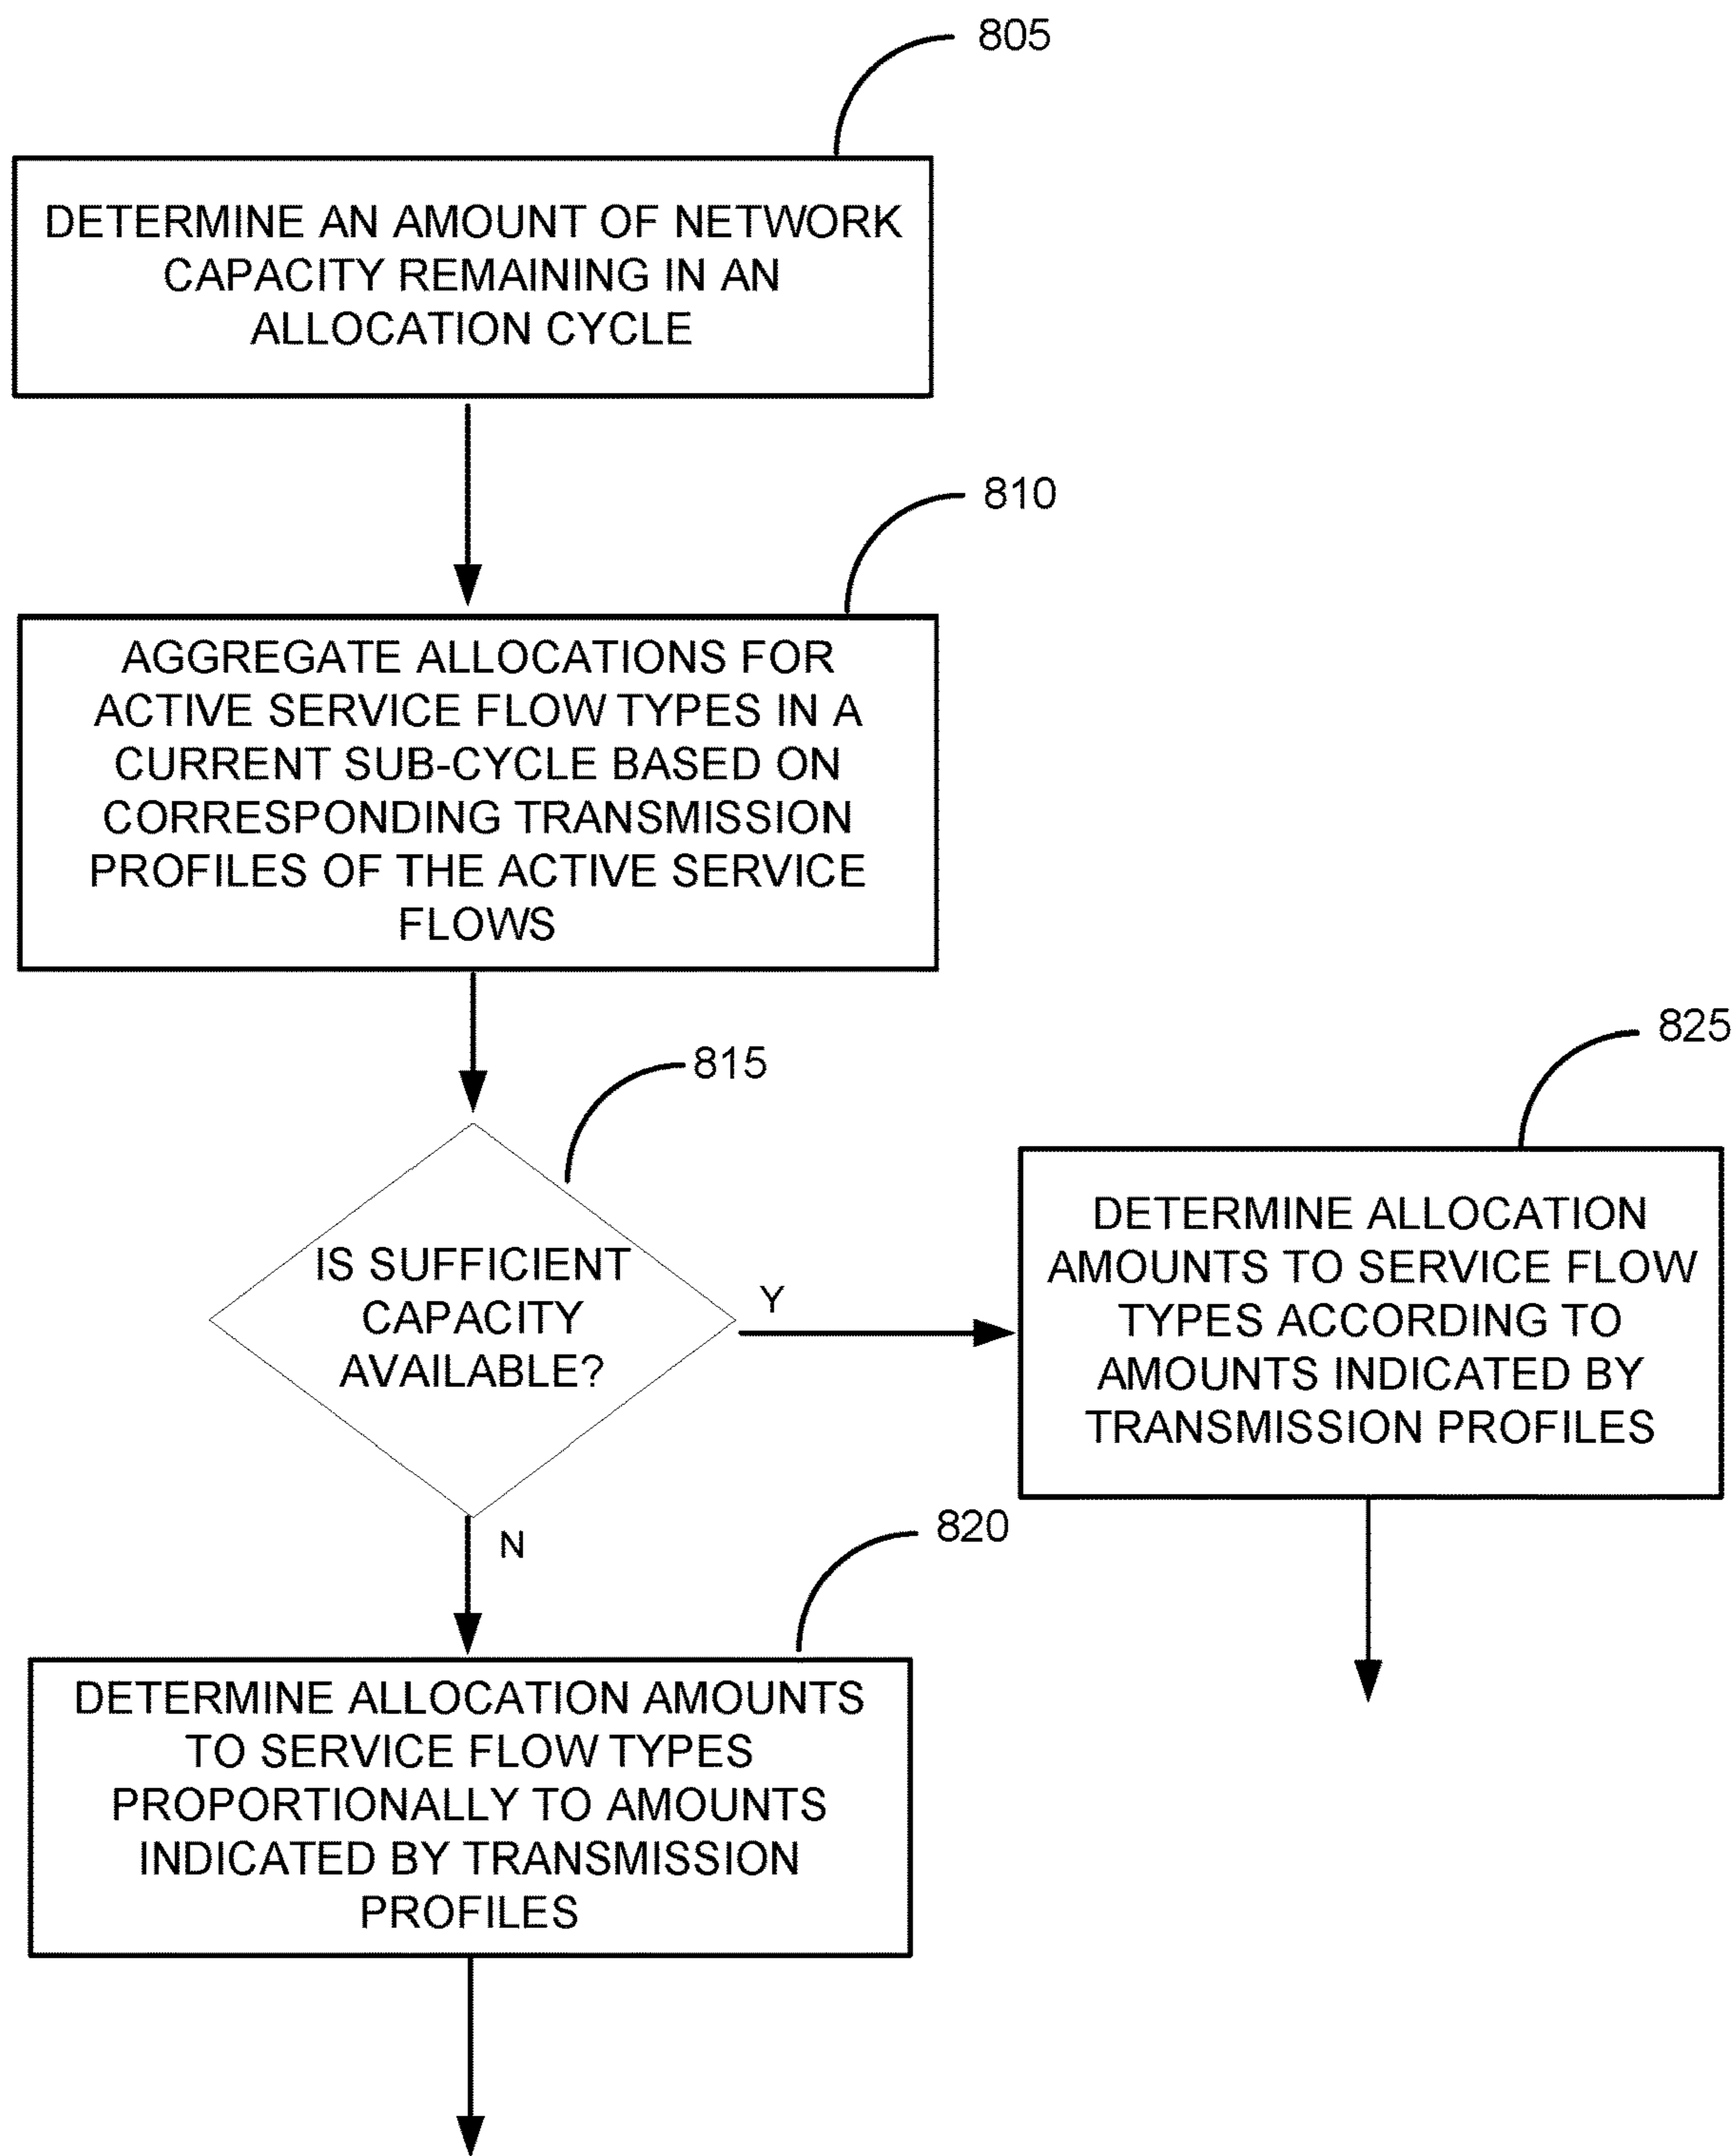 805
DETERMINE AN AMOUNT OF NETWORK
CAPACITY REMAINING IN AN
ALLOCATION CYCLE
810
AGGREGATE ALLOCATIONS FOR
ACTIVE SERVICE FLOW TYPES IN A
CURRENT SUB-CYCLE BASED ON
CORRESPONDING TRANSMISSION
PROFILES OF THE ACTIVE SERVICE
FLOWS
815
IS SUFFICIENT
CAPACITY
AVAILABLE?
Y
N
825
DETERMINE ALLOCATION
AMOUNTS TO SERVICE FLOW
TYPES ACCORDING TO
AMOUNTS INDICATED BY
TRANSMISSION PROFILES
820
DETERMINE ALLOCATION AMOUNTS
TO SERVICE FLOW TYPES
PROPORTIONALLY TO AMOUNTS
INDICATED BY TRANSMISSION
PROFILES